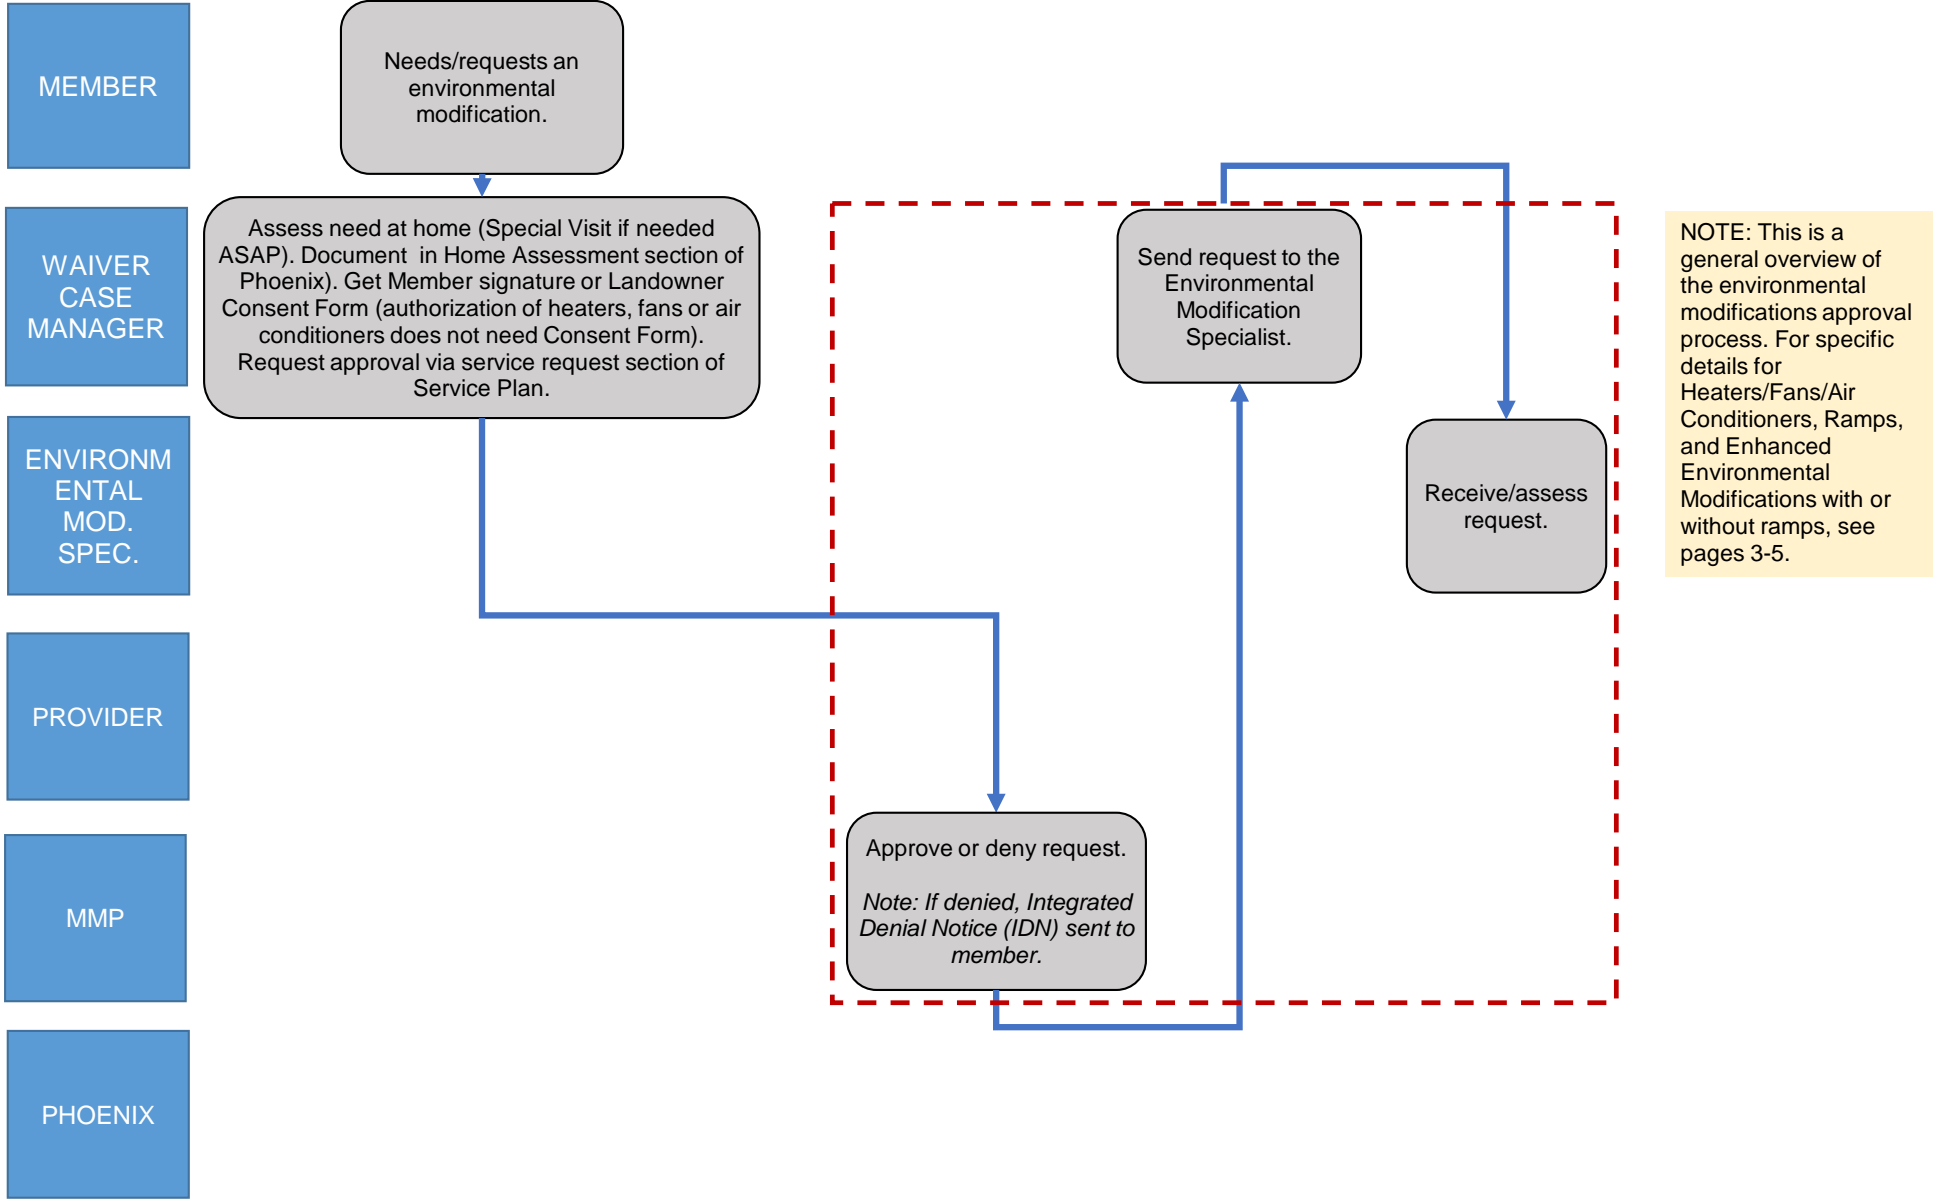 MEMBER
Needs/requests an
environmental
modification.
WAIVER
CASE
MANAGER
Assess need at home (Special Visit if needed
ASAP). Document  in Home Assessment section of
Phoenix). Get Member signature or Landowner
Consent Form (authorization of heaters, fans or air
conditioners does not need Consent Form).
Request approval via service request section of
Service Plan.
Send request to the
Environmental
Modification
Specialist.
NOTE: This is a
general overview of
the environmental
modifications approval
process. For specific
details for
Heaters/Fans/Air
Conditioners, Ramps,
and Enhanced
Environmental
Modifications with or
without ramps, see
pages 3-5.
ENVIRONM
ENTAL
MOD.
SPEC.
Receive/assess
request.
PROVIDER
MMP
Approve or deny request.
Note: If denied, Integrated
Denial Notice (IDN) sent to
member.
PHOENIX